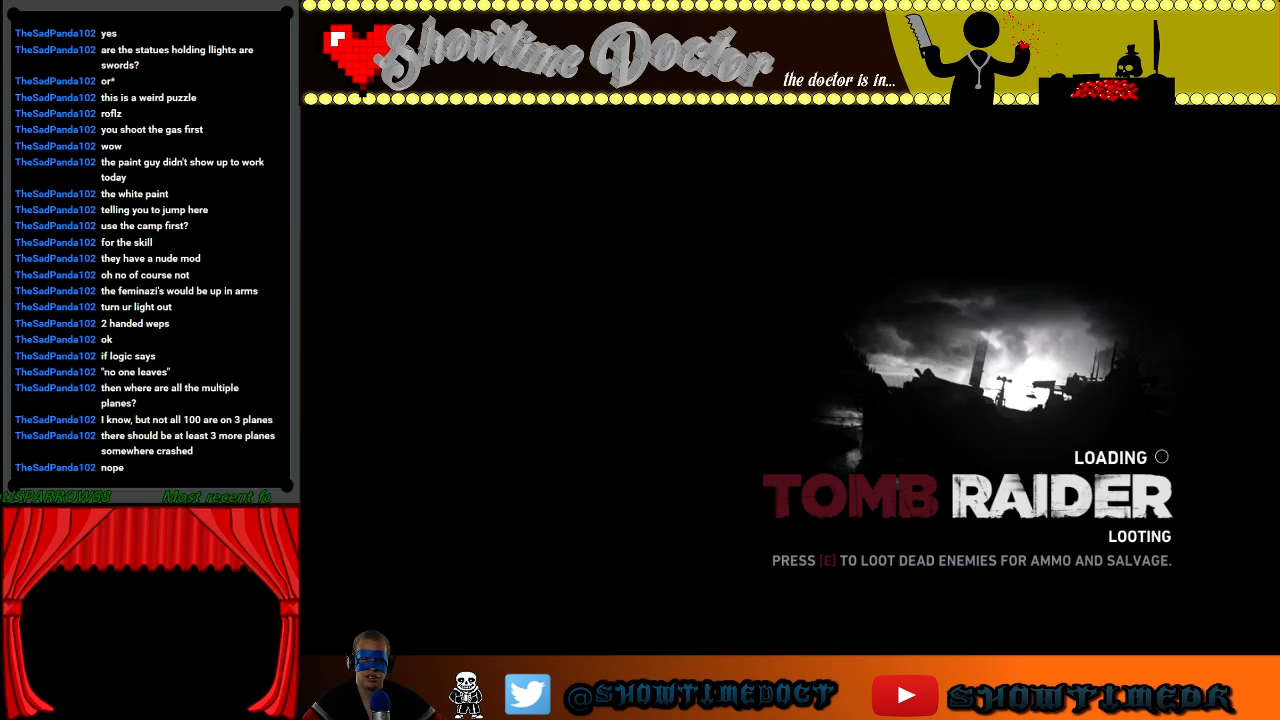 TheSadPanda102 yes
TheSadPanda102 are the statues holding llights are
swords?
TheSadPanda102 or*
TheSadPanda102 this is a weird puzzle
TheSadPanda102 roflz
TheSadPanda102 you shoot the gas first
TheSadPanda102 wow
TheSadPanda102 the paint guy didn't show up to work
today
TheSadPanda102 the white paint
TheSadPanda102 telling you to jump here
TheSadPanda102 use the camp first?
TheSadPanda102 for the skill
TheSadPanda102 they have a nude mod
TheSadPanda102 oh no of course not
TheSadPanda102 the feminazi's would be up in arms
TheSadPanda102 turn ur light out
TheSadPanda102 2 handed weps
TheSadPanda102 ok
TheSadPanda102 if logic says
TheSadPanda102 "no one leaves"
TheSadPanda102 then where are all the multiple
planes?
TheSadPanda102 I know, but not all 100 are on 3 planes
TheSadPanda102 there should be at least 3 more planes
somewhere crashed
TheSadPanda102 nope
Most recent fo
Showtime Doctor
the doctor is in...
LOADING
TOMB RAIDER
LOOTING
PRESS [E] TO LOOT DEAD ENEMIES FOR AMMO AND SALVAGE.
@SHOWTIMEDOCT
SHOWTIMEDR